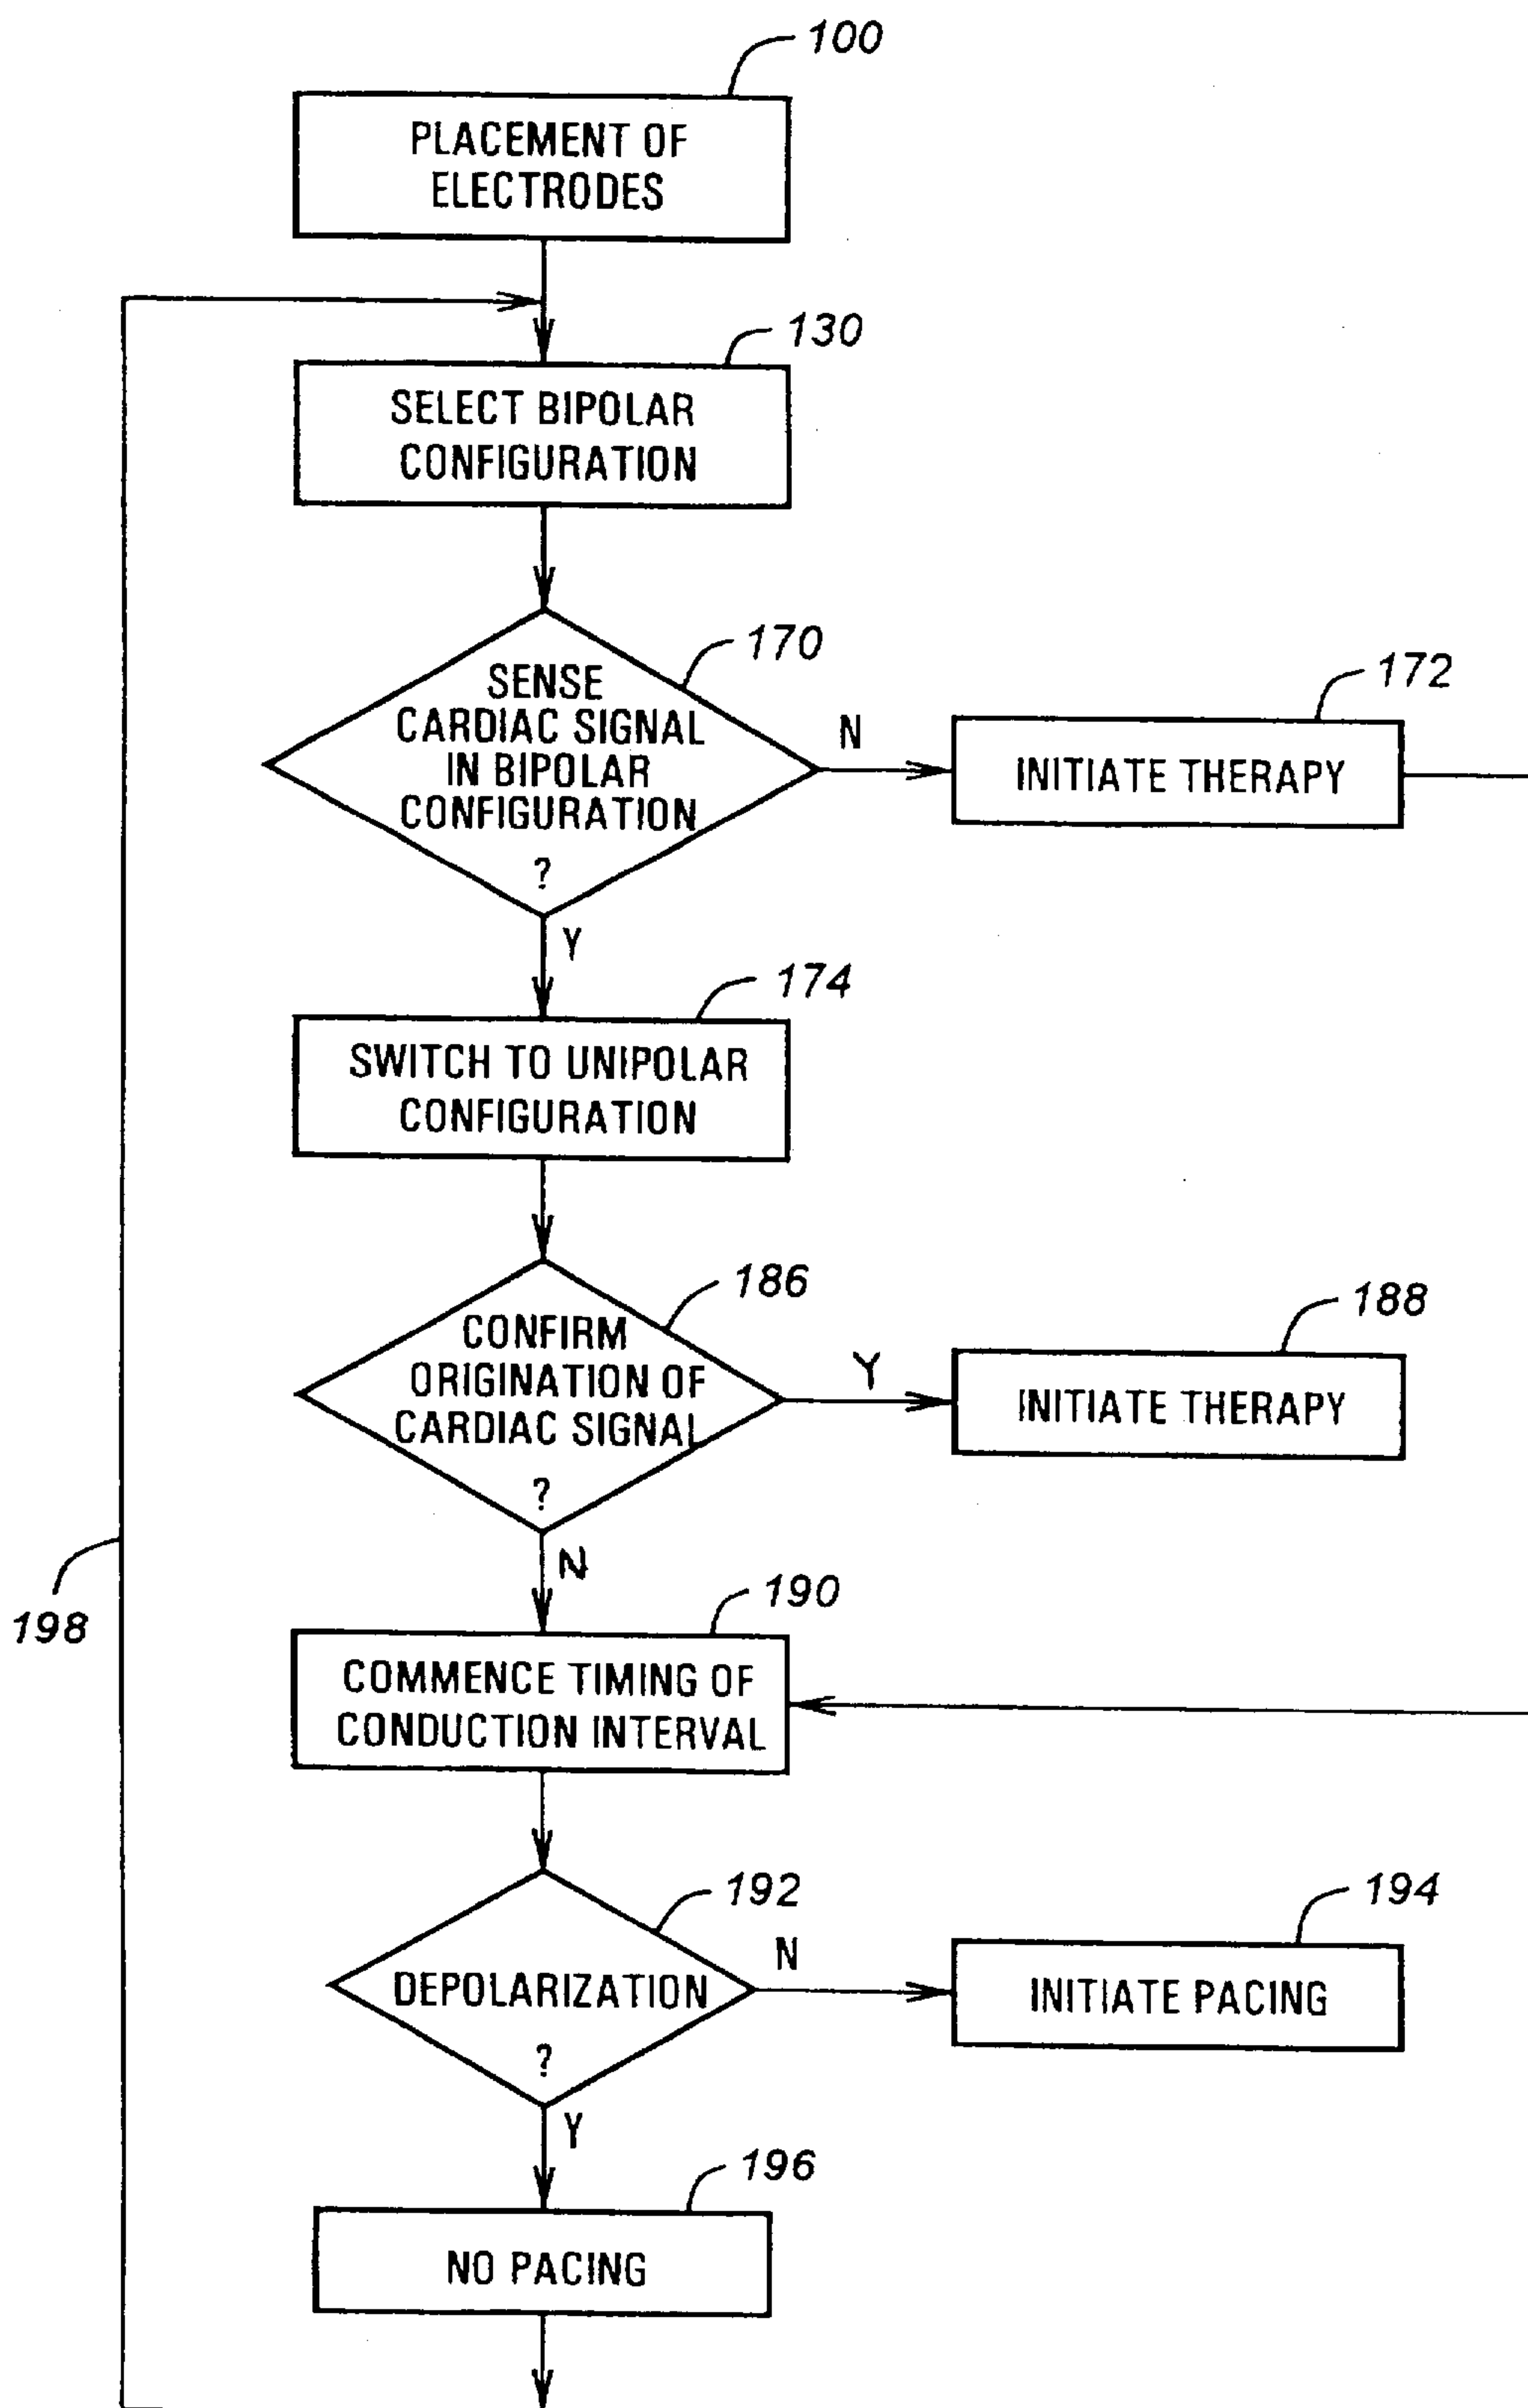 100
PLACEMENT OF
ELECTRODES
130
SELECT BIPOLAR
CONFIGURATION
170
SENSE
CARDIAC SIGNAL
IN BIPOLAR
CONFIGURATION
?
N
172
INITIATE THERAPY
Y
174
SWITCH TO UNIPOLAR
CONFIGURATION
186
CONFIRM
ORIGINATION OF
CARDIAC SIGNAL
?
Y
188
INITIATE THERAPY
N
198
190
COMMENCE TIMING OF
CONDUCTION INTERVAL
192
DEPOLARIZATION
?
N
194
INITIATE PACING
Y
196
NO PACING